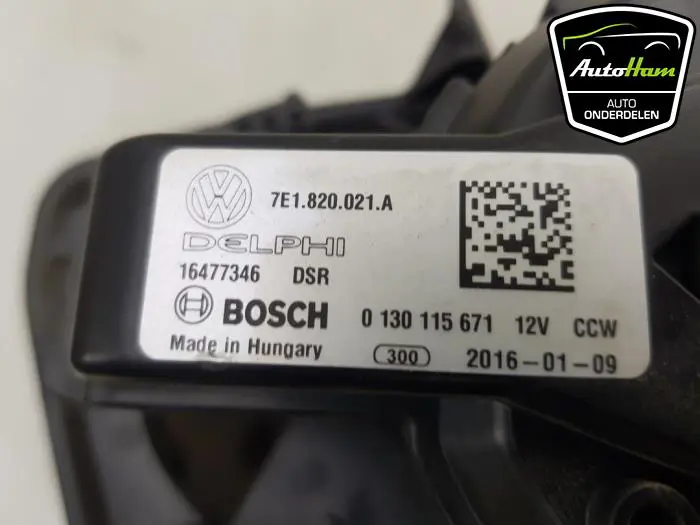 AutoHam
AUTO
ONDERDELEN
VW
7E1.820.021.A
DELPHI
16477346 DSR
BOSCH 0 130 115 671 12V CCW
Made in Hungary 300 2016-01-09